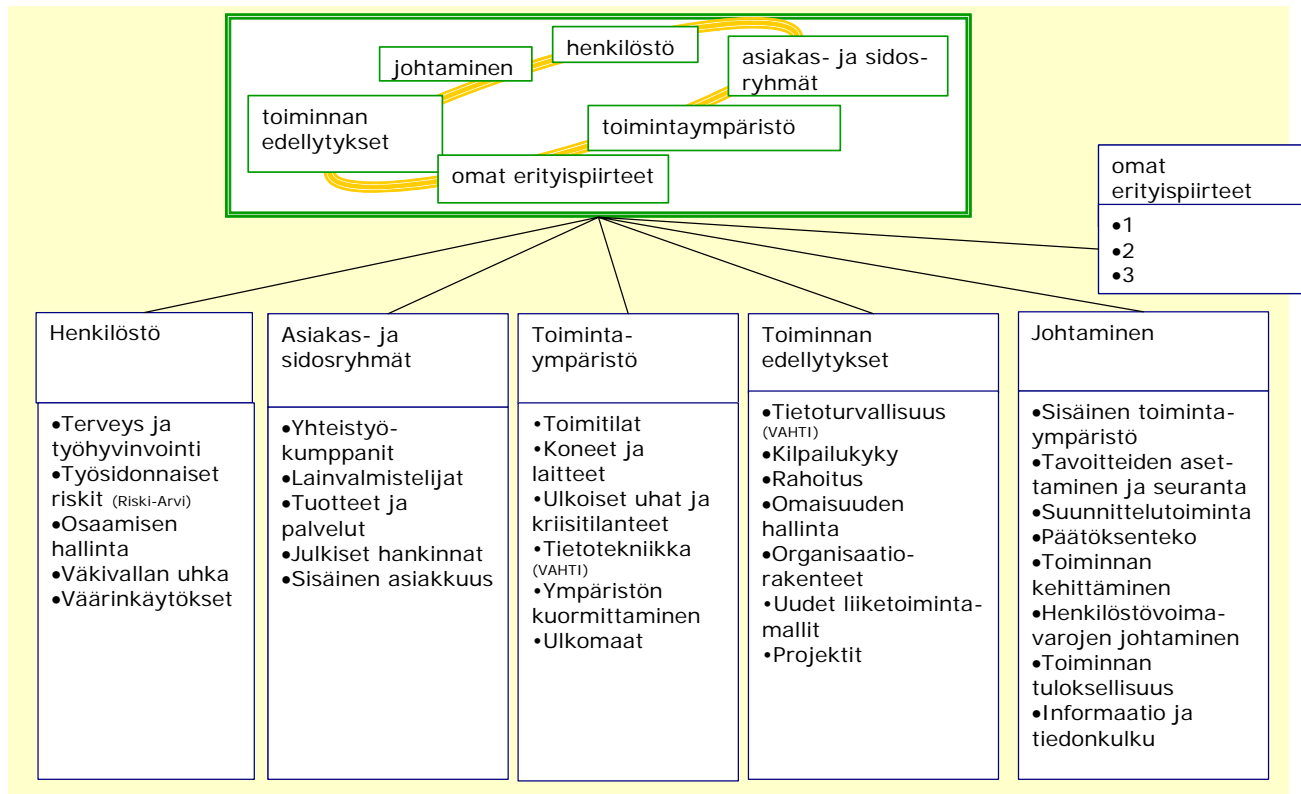 henkilöstö
johtaminen
asiakas- ja sidos-
ryhmät
toiminnan
edellytykset
toimintaympäristö
omat erityispiirteet
omat
erityispiirteet
•1
•2
•3
Henkilöstö
•Terveys ja
työhyvinvointi
•Työsidonnaiset
riskit (Riski-Arvi)
•Osaamisen
hallinta
•Väkivallan uhka
•Väärinkäytökset
Asiakas- ja
sidosryhmät
•Yhteistyö-
kumppanit
•Lainvalmistelijat
•Tuotteet ja
palvelut
•Julkiset hankinnat
•Sisäinen asiakkuus
Toiminta-
ympäristö
•Toimitilat
•Koneet ja
laitteet
•Ulkoiset uhat ja
kriisitilanteet
•Tietotekniikka
(VAHTI)
•Ympäristön
kuormittaminen
•Ulkomaat
Toiminnan
edellytykset
•Tietoturvallisuus
(VAHTI)
•Kilpailukyky
•Rahoitus
•Omaisuuden
hallinta
•Organisaatio-
rakenteet
•Uudet liiketoiminta-
mallit
•Projektit
Johtaminen
•Sisäinen toiminta-
ympäristö
•Tavoitteiden aset-
taminen ja seuranta
•Suunnittelutoiminta
•Päätöksenteko
•Toiminnan
kehittäminen
•Henkilöstövoima-
varojen johtaminen
•Toiminnan
tuloksellisuus
•Informaatio ja
tiedonkulku